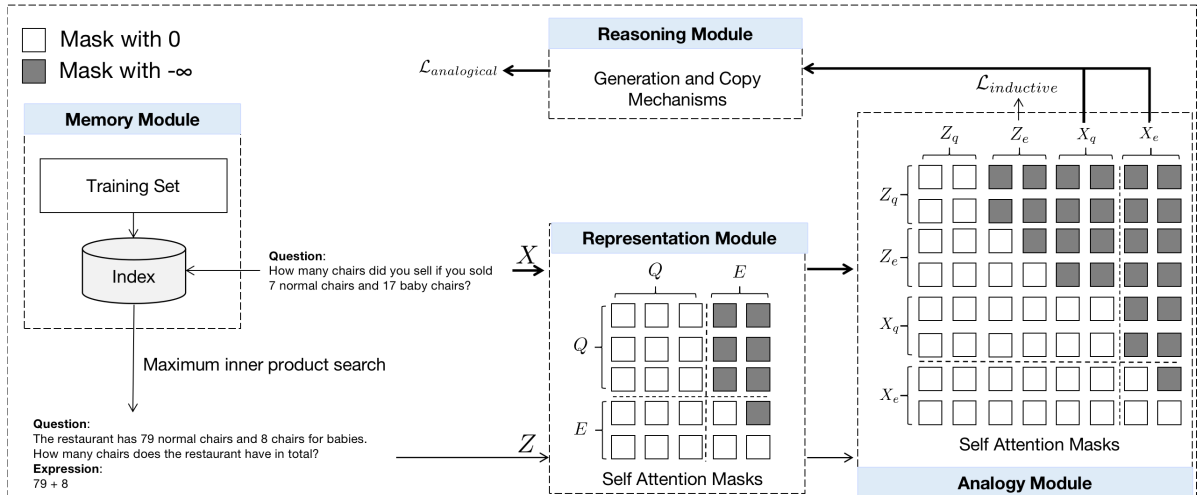 Mask with 0
Mask with -∞
Memory Module
Training Set
Index
Question:
How many chairs did you sell if you sold
7 normal chairs and 17 baby chairs?
Maximum inner product search
Question:
The restaurant has 79 normal chairs and 8 chairs for babies.
How many chairs does the restaurant have in total?
Expression:
79 + 8
X
Z
Reasoning Module
Generation and Copy
Mechanisms
L_analogical
Representation Module
Q E
Q
E
Self Attention Masks
L_inductive
Z_q Z_e X_q X_e
Z_q
Z_e
X_q
X_e
Self Attention Masks
Analogy Module